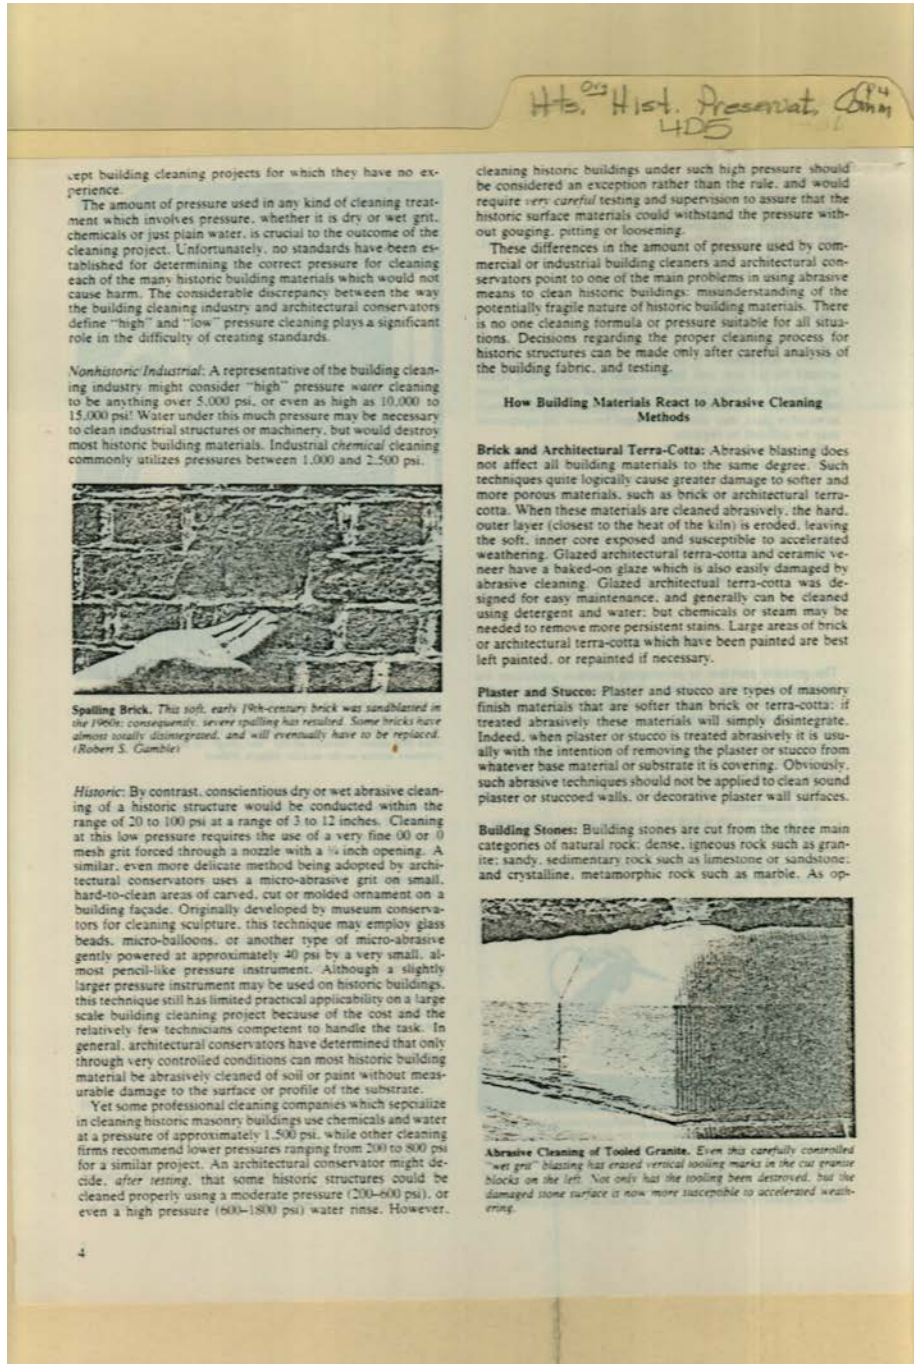 Hts. Org Hist. Preservat. Comm
P4
4D5
cept building cleaning projects for which they have no ex-
perience.
The amount of pressure used in any kind of cleaning treat-
ment which involves pressure, whether it is dry or wet grit,
chemicals or just plain water, is crucial to the outcome of the
cleaning project. Unfortunately, no standards have been es-
tablished for determining the correct pressure for cleaning
each of the many historic building materials which would not
cause harm. The considerable discrepancy between the way
the building cleaning industry and architectural conservators
define "high" and "low" pressure cleaning plays a significant
role in the difficulty of creating standards.
Nonhistoric/Industrial: A representative of the building clean-
ing industry might consider "high" pressure water cleaning
to be anything over 5,000 psi, or even as high as 10,000 to
15,000 psi! Water under this much pressure may be necessary
to clean industrial structures or machinery, but would destroy
most historic building materials. Industrial chemical cleaning
commonly utilizes pressures between 1,000 and 2,500 psi.
Spalling Brick. This soft, early 19th-century brick was sandblasted in
the 1960s; consequently, severe spalling has resulted. Some bricks have
almost totally disintegrated, and will eventually have to be replaced.
(Robert S. Gamble)
Historic: By contrast, conscientious dry or wet abrasive clean-
ing of a historic structure would be conducted within the
range of 20 to 100 psi at a range of 3 to 12 inches. Cleaning
at this low pressure requires the use of a very fine 00 or 0
mesh grit forced through a nozzle with a ¼ inch opening. A
similar, even more delicate method being adopted by archi-
tectural conservators uses a micro-abrasive grit on small,
hard-to-clean areas of carved, cut or molded ornament on a
building façade. Originally developed by museum conserva-
tors for cleaning sculpture, this technique may employ glass
beads, micro-balloons, or another type of micro-abrasive
gently powered at approximately 40 psi by a very small, al-
most pencil-like pressure instrument. Although a slightly
larger pressure instrument may be used on historic buildings,
this technique still has limited practical applicability on a large
scale building cleaning project because of the cost and the
relatively few technicians competent to handle the task. In
general, architectural conservators have determined that only
through very controlled conditions can most historic building
material be abrasively cleaned of soil or paint without meas-
urable damage to the surface or profile of the substrate.
Yet some professional cleaning companies which sepcialize
in cleaning historic masonry buildings use chemicals and water
at a pressure of approximately 1,500 psi, while other cleaning
firms recommend lower pressures ranging from 200 to 800 psi
for a similar project. An architectural conservator might de-
cide, after testing, that some historic structures could be
cleaned properly using a moderate pressure (200-600 psi), or
even a high pressure (600-1800 psi) water rinse. However,
4
cleaning historic buildings under such high pressure should
be considered an exception rather than the rule, and would
require very careful testing and supervision to assure that the
historic surface materials could withstand the pressure with-
out gouging, pitting or loosening.
These differences in the amount of pressure used by com-
mercial or industrial building cleaners and architectural con-
servators point to one of the main problems in using abrasive
means to clean historic buildings: misunderstanding of the
potentially fragile nature of historic building materials. There
is no one cleaning formula or pressure suitable for all situa-
tions. Decisions regarding the proper cleaning process for
historic structures can be made only after careful analysis of
the building fabric, and testing.
How Building Materials React to Abrasive Cleaning
Methods
Brick and Architectural Terra-Cotta: Abrasive blasting does
not affect all building materials to the same degree. Such
techniques quite logically cause greater damage to softer and
more porous materials, such as brick or architectural terra-
cotta. When these materials are cleaned abrasively, the hard,
outer layer (closest to the heat of the kiln) is eroded, leaving
the soft, inner core exposed and susceptible to accelerated
weathering. Glazed architectural terra-cotta and ceramic ve-
neer have a baked-on glaze which is also easily damaged by
abrasive cleaning. Glazed architectual terra-cotta was de-
signed for easy maintenance, and generally can be cleaned
using detergent and water; but chemicals or steam may be
needed to remove more persistent stains. Large areas of brick
or architectural terra-cotta which have been painted are best
left painted, or repainted if necessary.
Plaster and Stucco: Plaster and stucco are types of masonry
finish materials that are softer than brick or terra-cotta; if
treated abrasively these materials will simply disintegrate.
Indeed, when plaster or stucco is treated abrasively it is usu-
ally with the intention of removing the plaster or stucco from
whatever base material or substrate it is covering. Obviously,
such abrasive techniques should not be applied to clean sound
plaster or stuccoed walls, or decorative plaster wall surfaces.
Building Stones: Building stones are cut from the three main
categories of natural rock: dense, igneous rock such as gran-
ite; sandy, sedimentary rock such as limestone or sandstone;
and crystalline, metamorphic rock such as marble. As op-
Abrasive Cleaning of Tooled Granite. Even this carefully controlled
"wet grit" blasting has erased vertical tooling marks in the cut granite
blocks on the left. Not only has the tooling been destroyed, but the
damaged stone surface is now more susceptible to accelerated weath-
ering.